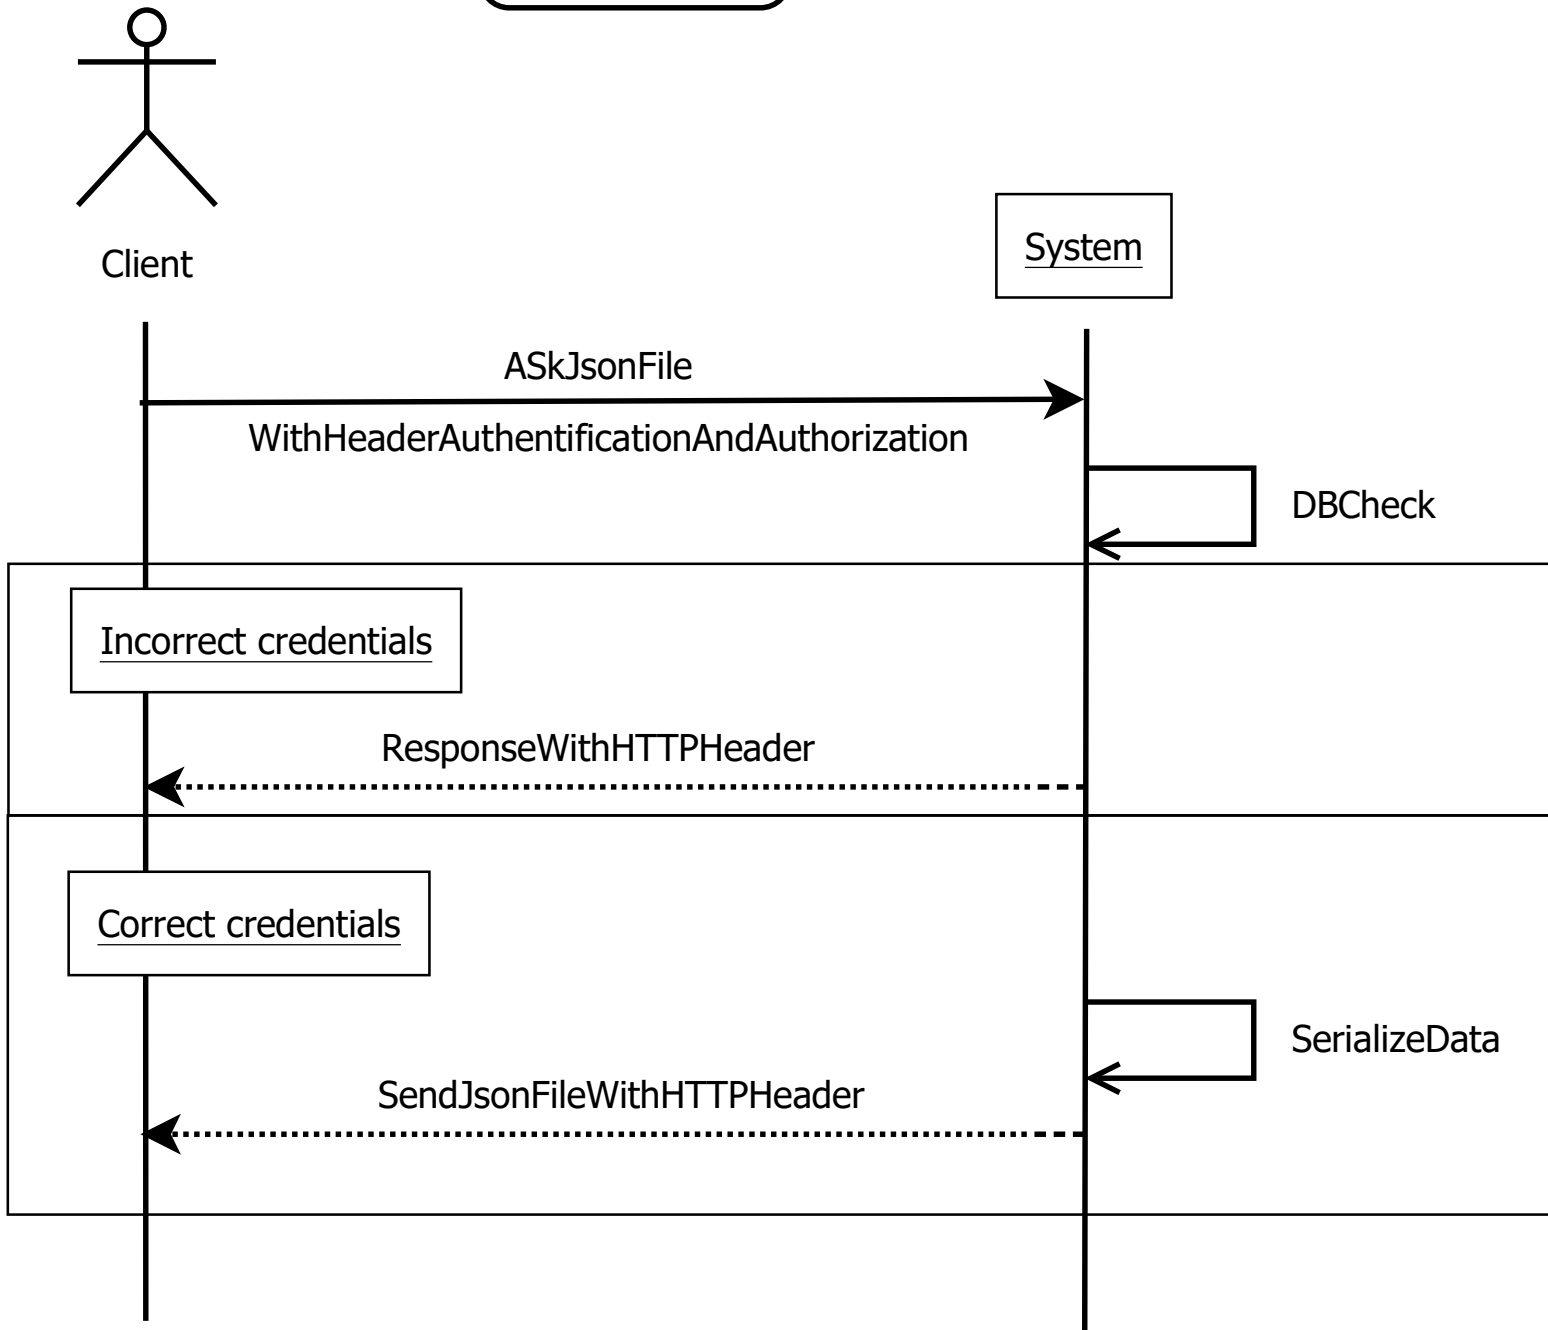 Client
System
ASkJsonFile
WithHeaderAuthentificationAndAuthorization
DBCheck
Incorrect credentials
ResponseWithHTTPHeader
Correct credentials
SerializeData
SendJsonFileWithHTTPHeader